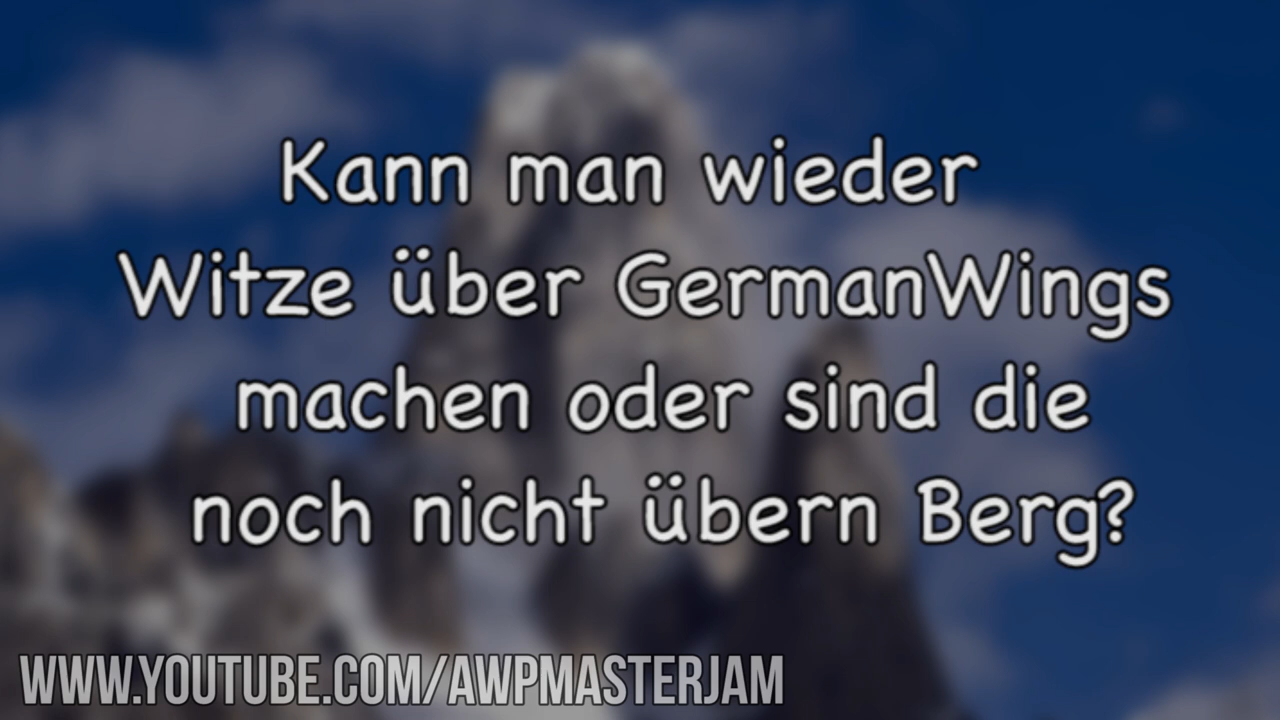 Kann man wieder
Witze über GermanWings
machen oder sind die
noch nicht übern Berg?
WWW.YOUTUBE.COM/AWPMASTERJAM